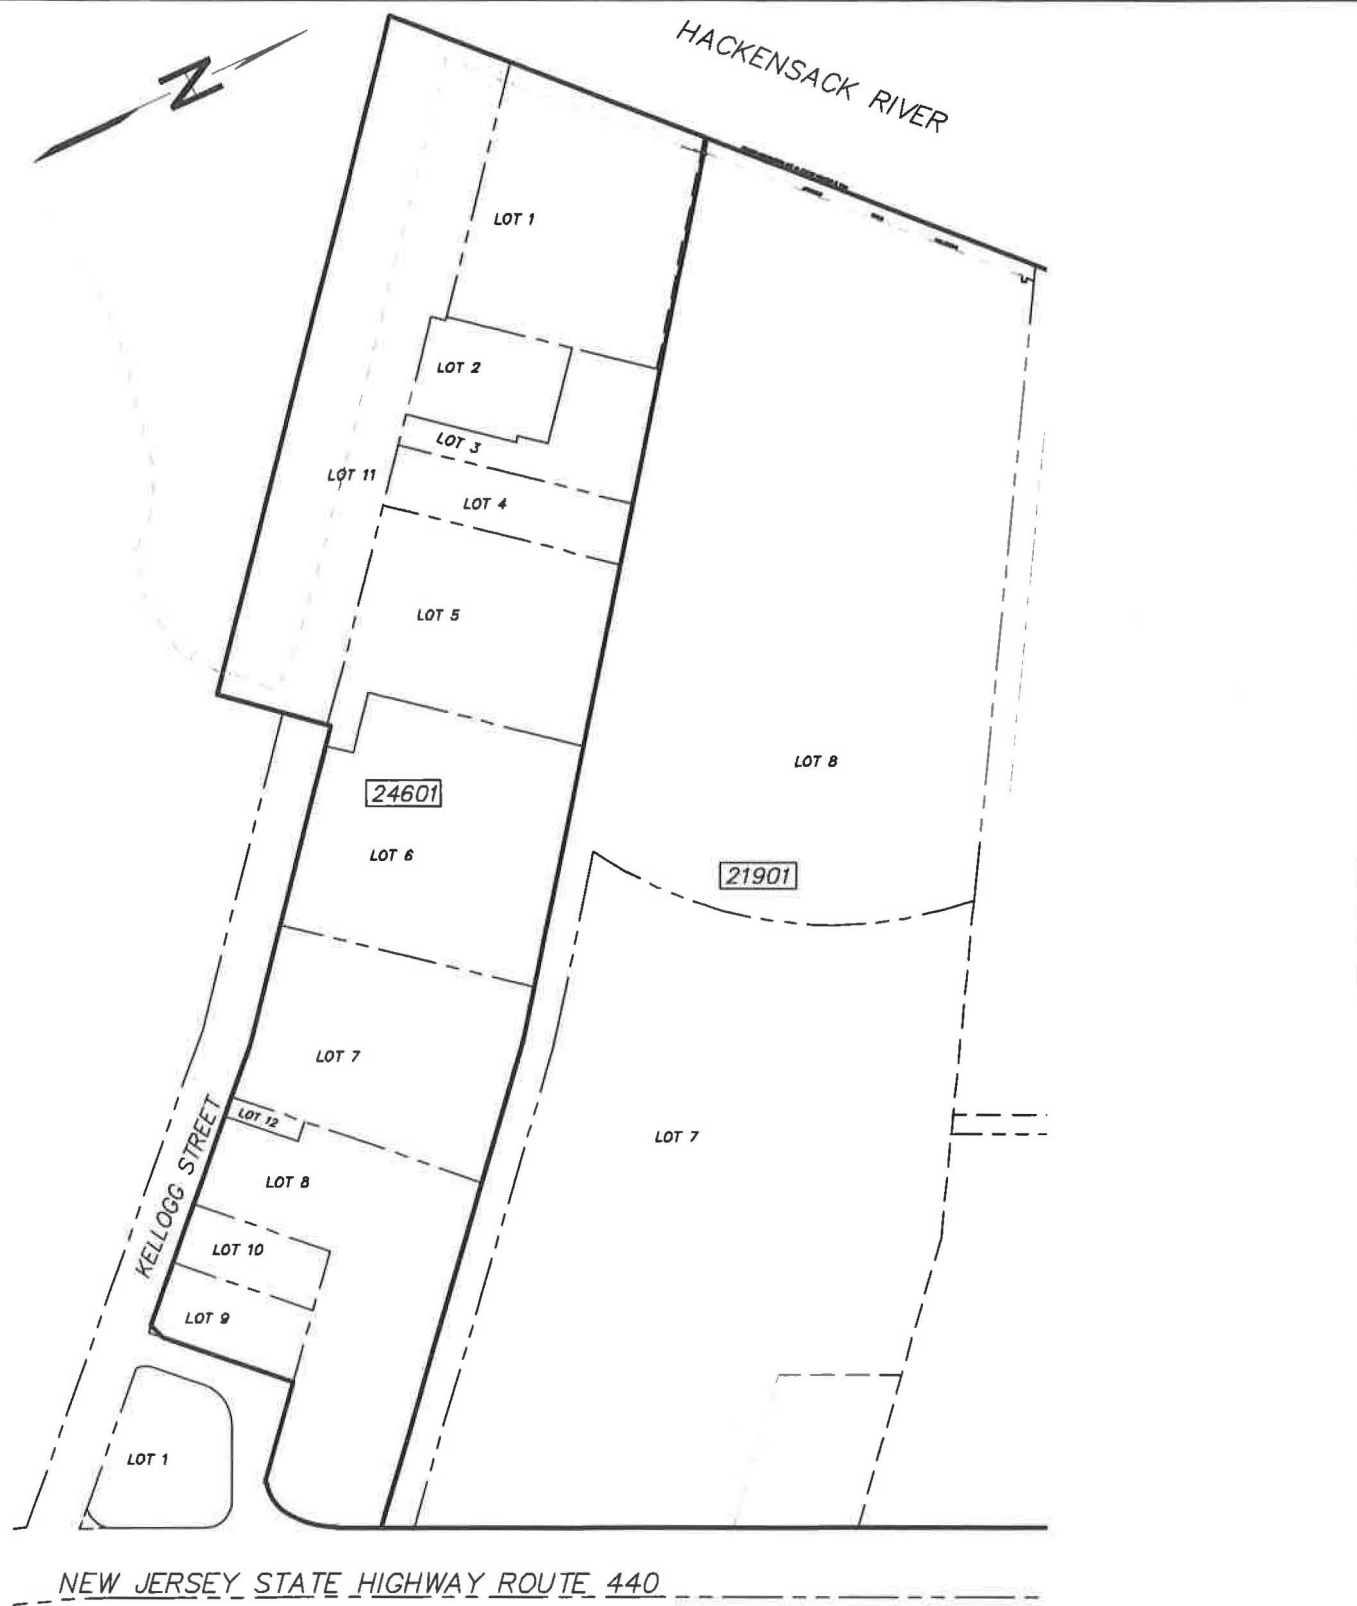 HACKENSACK RIVER
N
LOT 1
LOT 2
LOT 3
LOT 11
LOT 4
LOT 5
LOT 8
24601
LOT 6
21901
LOT 7
LOT 12
LOT 7
KELLOGG STREET
LOT 8
LOT 10
LOT 9
LOT 1
NEW JERSEY STATE HIGHWAY ROUTE 440